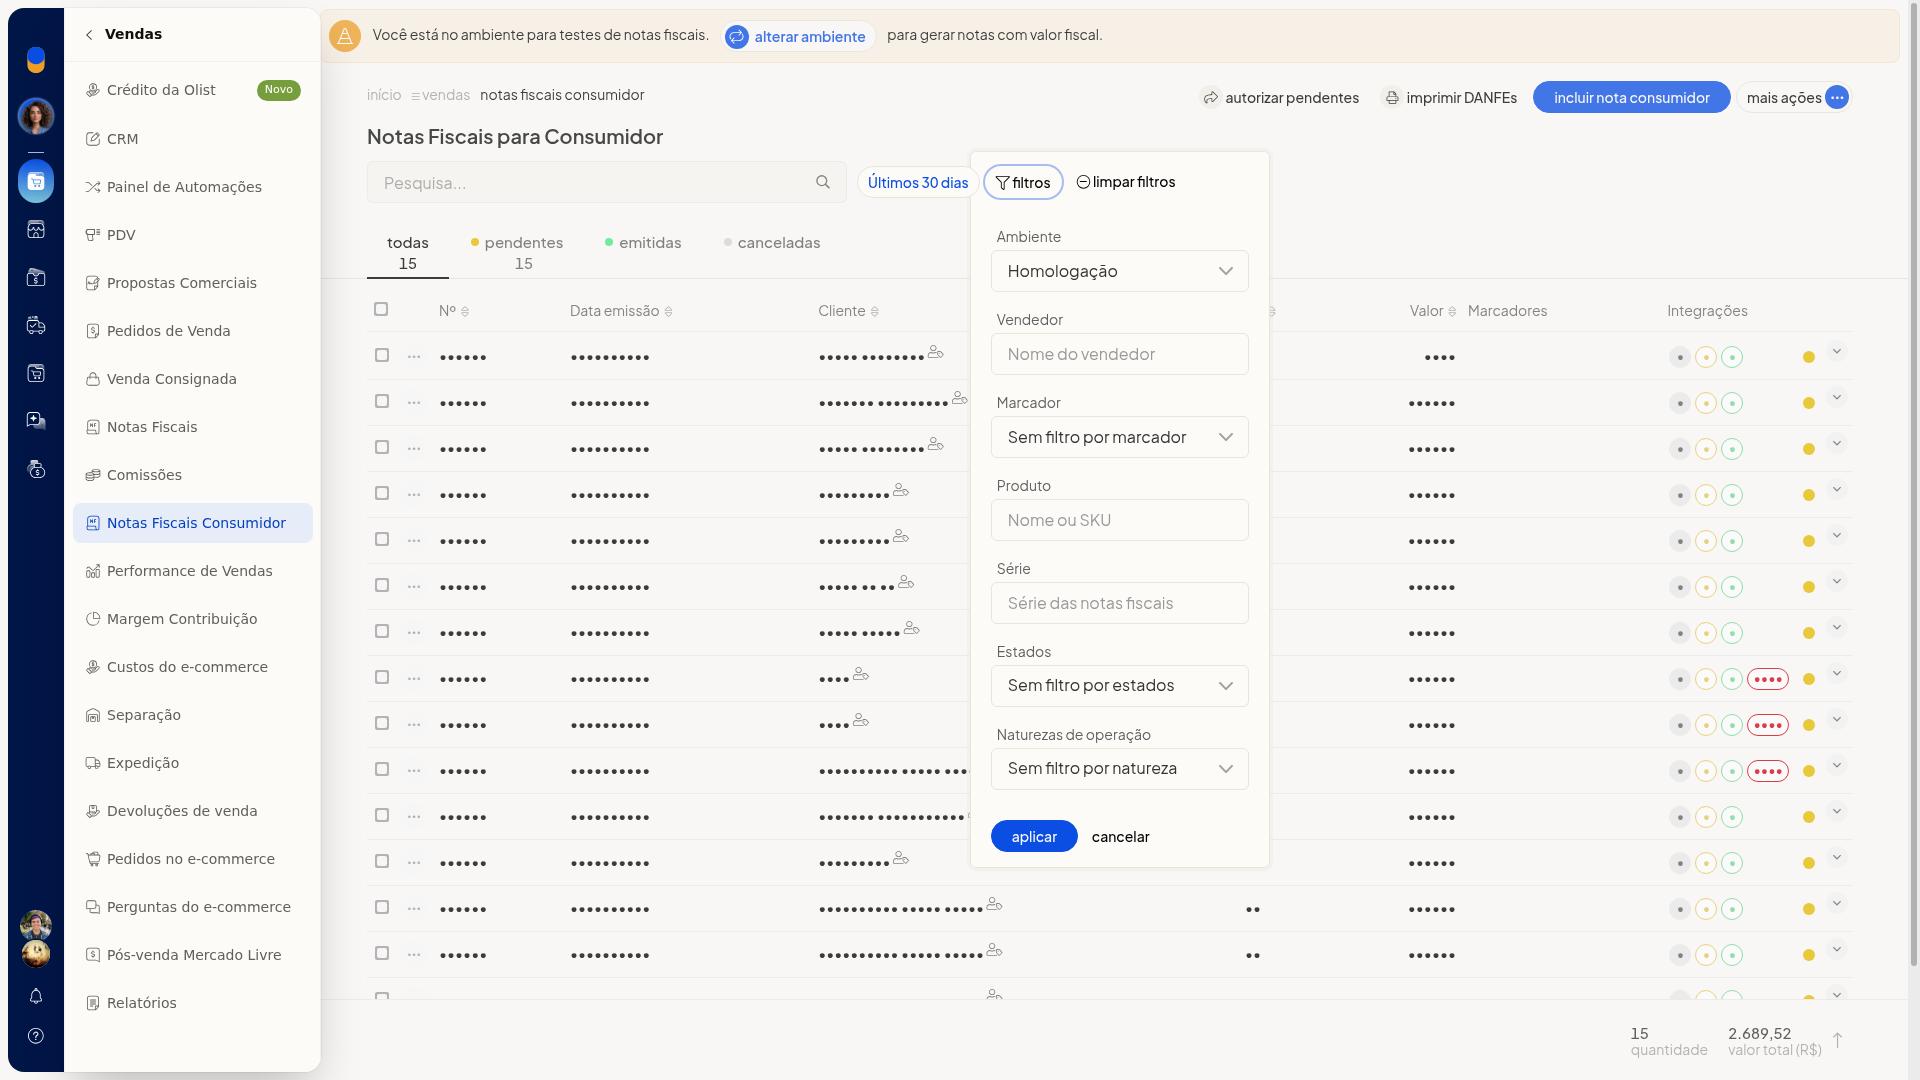 Vendas
Crédito da Olist
Novo
CRM
Painel de Automações
PDV
Propostas Comerciais
Pedidos de Venda
Venda Consignada
Notas Fiscais
Comissões
Notas Fiscais Consumidor
Performance de Vendas
Margem Contribuição
Custos do e-commerce
Separação
Expedição
Devoluções de venda
Pedidos no e-commerce
Perguntas do e-commerce
Pós-venda Mercado Livre
Relatórios
Você está no ambiente para testes de notas fiscais. alterar ambiente para gerar notas com valor fiscal.
início vendas notas fiscais consumidor
autorizar pendentes imprimir DANFEs incluir nota consumidor mais ações
Notas Fiscais para Consumidor
Pesquisa...
Últimos 30 dias
filtros
limpar filtros
todas
15
pendentes
15
emitidas
canceladas
Nº Data emissão Cliente Valor Marcadores Integrações
Ambiente
Homologação
Vendedor
Nome do vendedor
Marcador
Sem filtro por marcador
Produto
Nome ou SKU
Série
Série das notas fiscais
Estados
Sem filtro por estados
Naturezas de operação
Sem filtro por natureza
aplicar cancelar
15
quantidade
2.689,52
valor total (R$)